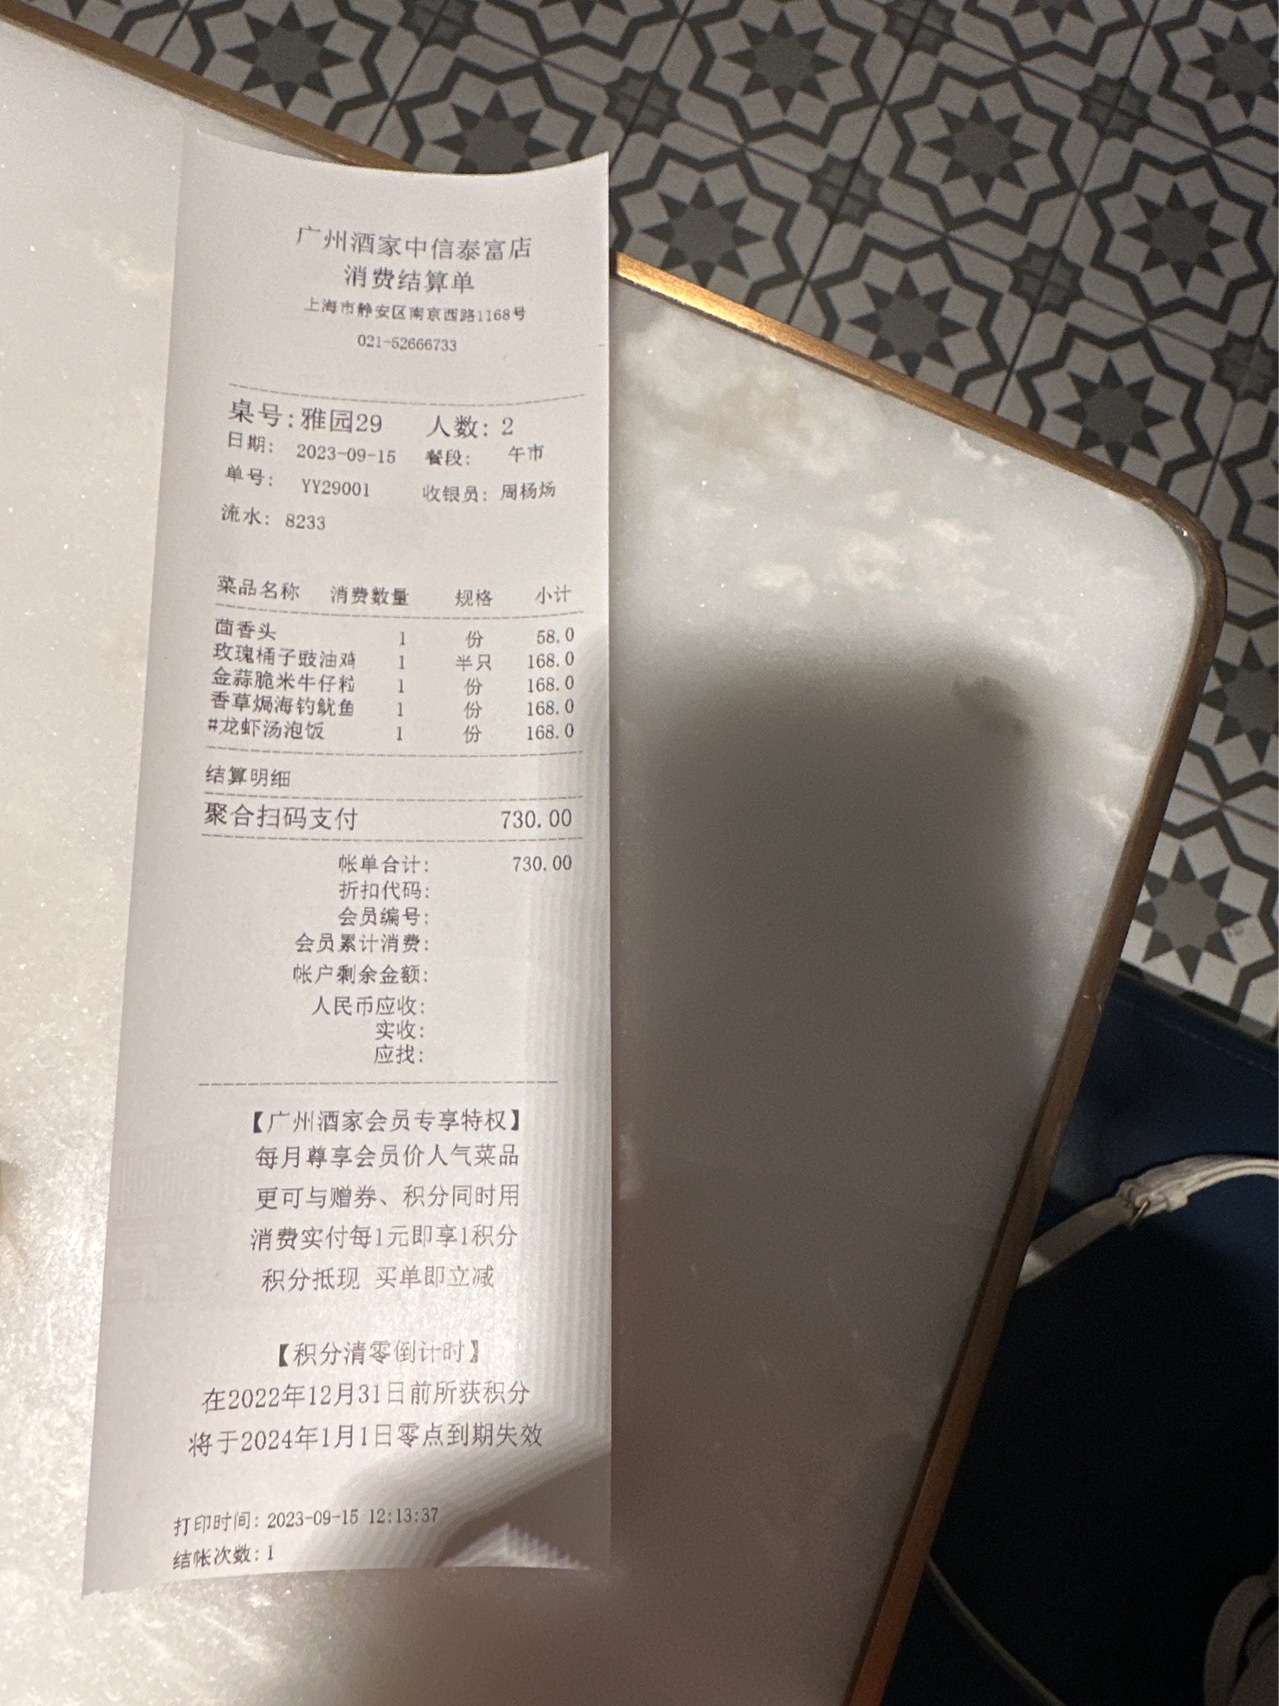 广州酒家中信泰富店
消费结算单
上海市静安区南京西路1168号
021-52666733
桌号:雅园29 人数: 2
日期: 2023-09-15 餐段: 午市
单号: YY29001 收银员: 周杨炀
流水: 8233
菜品名称 消费数量 规格 小计
茴香头 1 份 58.0
玫瑰桶子豉油鸡 1 半只 168.0
金蒜脆米牛仔粒 1 份 168.0
香草焗海钓鱿鱼 1 份 168.0
#龙虾汤泡饭 1 份 168.0
结算明细
聚合扫码支付 730.00
帐单合计: 730.00
折扣代码:
会员编号:
会员累计消费:
帐户剩余金额:
人民币应收:
实收:
应找:
【广州酒家会员专享特权】
每月尊享会员价人气菜品
更可与赠券、积分同时用
消费实付每1元即享1积分
积分抵现 买单即立减
【积分清零倒计时】
在2022年12月31日前所获积分
将于2024年1月1日零点到期失效
打印时间: 2023-09-15 12:13:37
结帐次数: 1